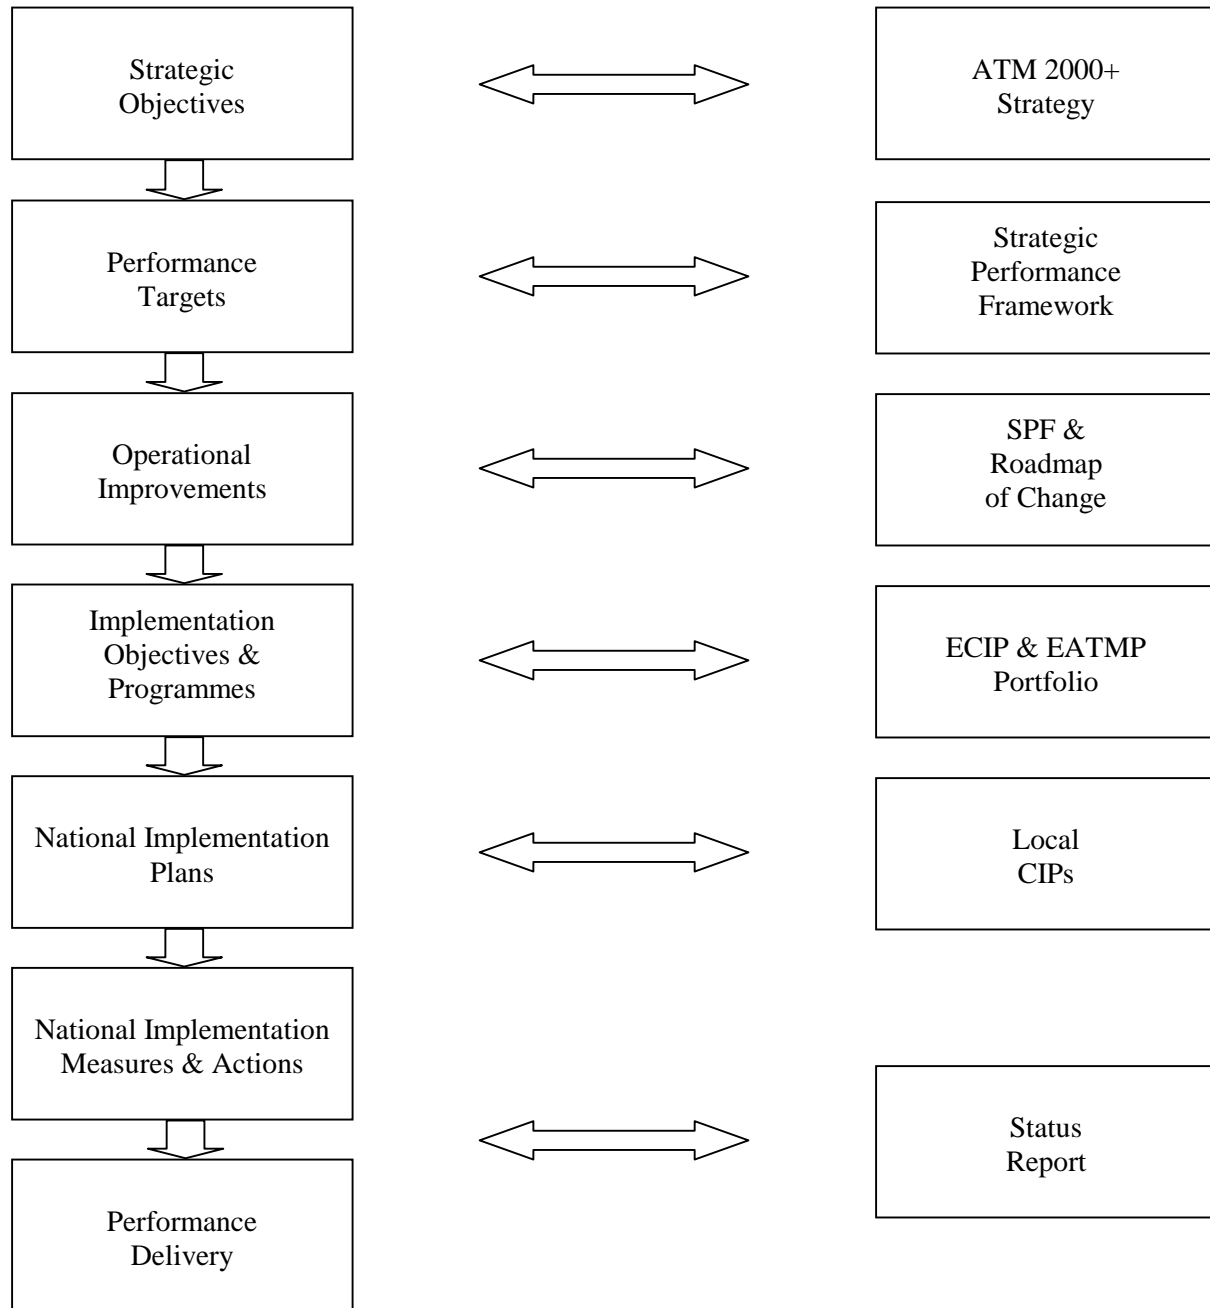 Strategic
Objectives
ATM 2000+
Strategy
Performance
Targets
Strategic
Performance
Framework
Operational
Improvements
SPF &
Roadmap
of Change
Implementation
Objectives &
Programmes
ECIP & EATMP
Portfolio
National Implementation
Plans
Local
CIPs
National Implementation
Measures & Actions
Status
Report
Performance
Delivery